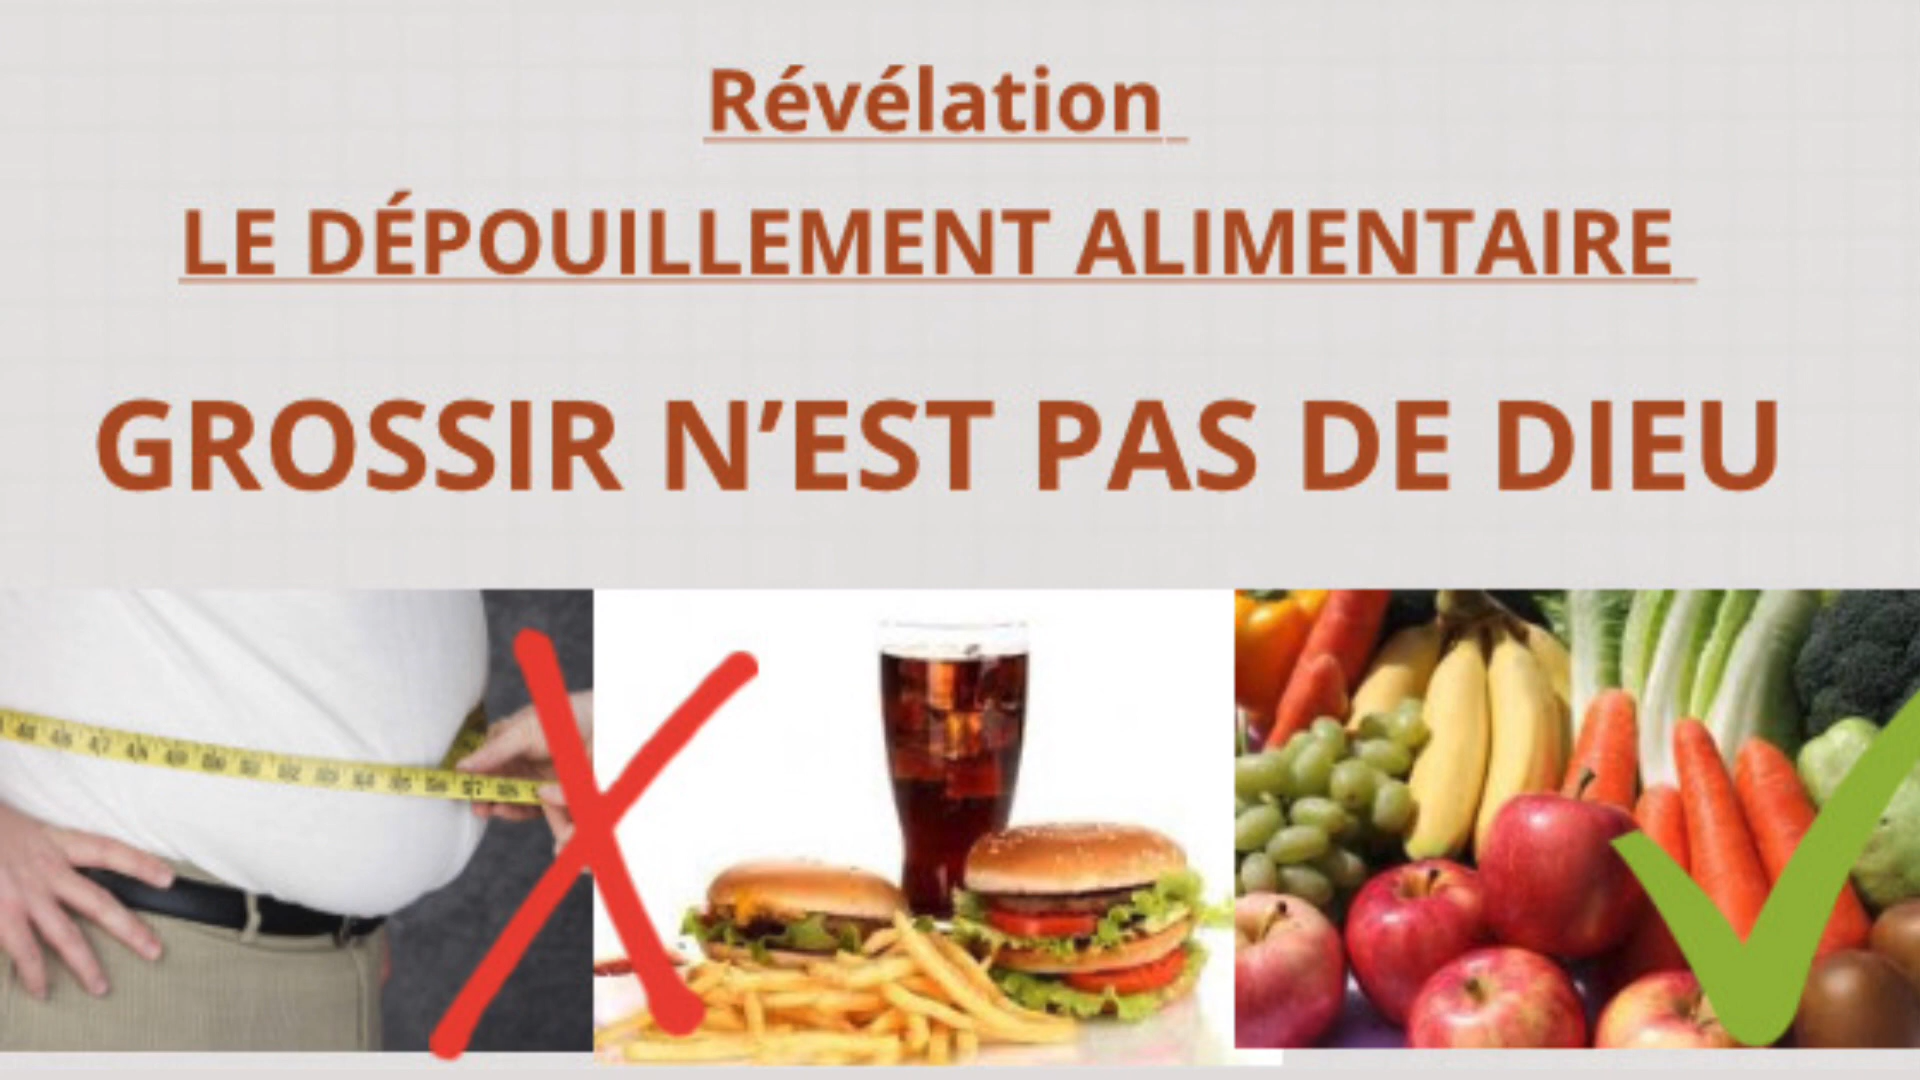 Révélation
LE DÉPOUILLEMENT ALIMENTAIRE
GROSSIR N’EST PAS DE DIEU